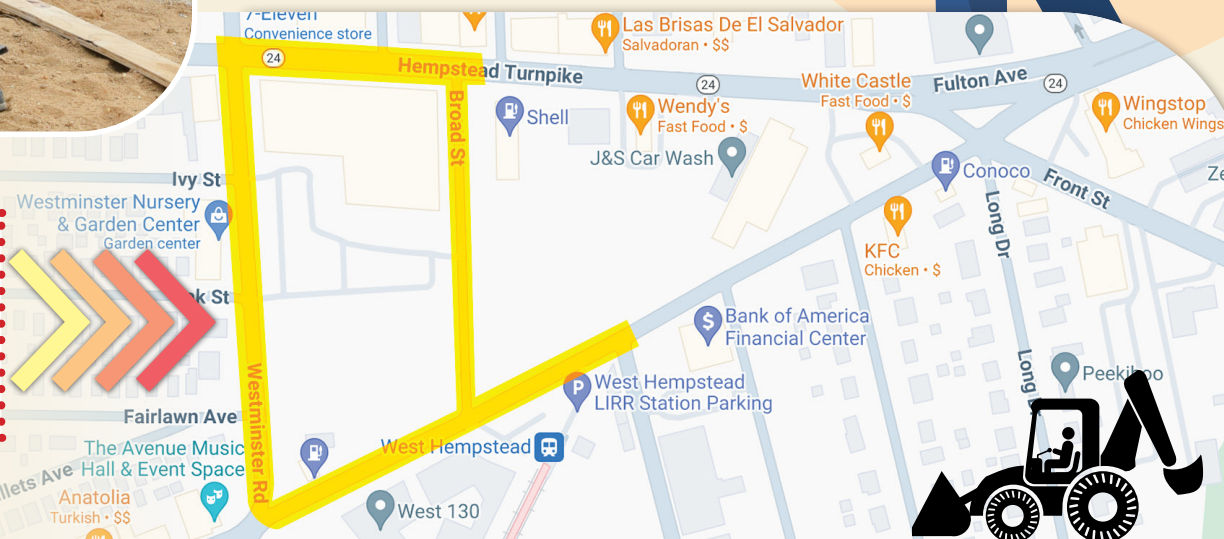 7-Eleven
Convenience store
24
Hempstead Turnpike
Las Brisas De El Salvador
Salvadoran • $$
24
White Castle
Fast Food • $
Fulton Ave
24
Wingstop
Chicken Wings
Broad St
Shell
Wendy's
Fast Food • $
J&S Car Wash
Conoco
Front St
Ivy St
Westminster Nursery
& Garden Center
Garden center
Long Dr
KFC
Chicken • $
St
Bank of America
Financial Center
Westminster Rd
West Hempstead
LIRR Station Parking
Long
Fairlawn Ave
The Avenue Music
Hall & Event Space
West Hempstead
Ave
Anatolia
Turkish • $$
West 130
P
$